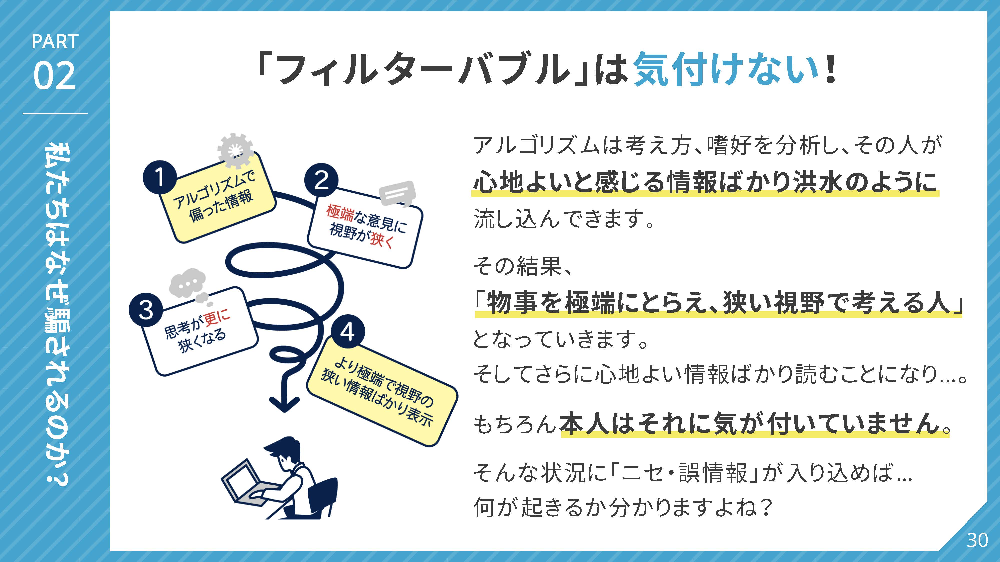 PART
02
私たちはなぜ騙されるのか？
「フィルターバブル」は気付けない！
1
アルゴリズムで
偏った情報
2
極端な意見に
視野が狭く
3
思考が更に
狭くなる
4
より極端で視野の
狭い情報ばかり表示
アルゴリズムは考え方、嗜好を分析し、その人が
心地よいと感じる情報ばかり洪水のように
流し込んできます。
その結果、
「物事を極端にとらえ、狭い視野で考える人」
となっていきます。
そしてさらに心地よい情報ばかり読むことになり…。
もちろん本人はそれに気が付いていません。
そんな状況に「ニセ・誤情報」が入り込めば…
何が起きるか分かりますよね？
30